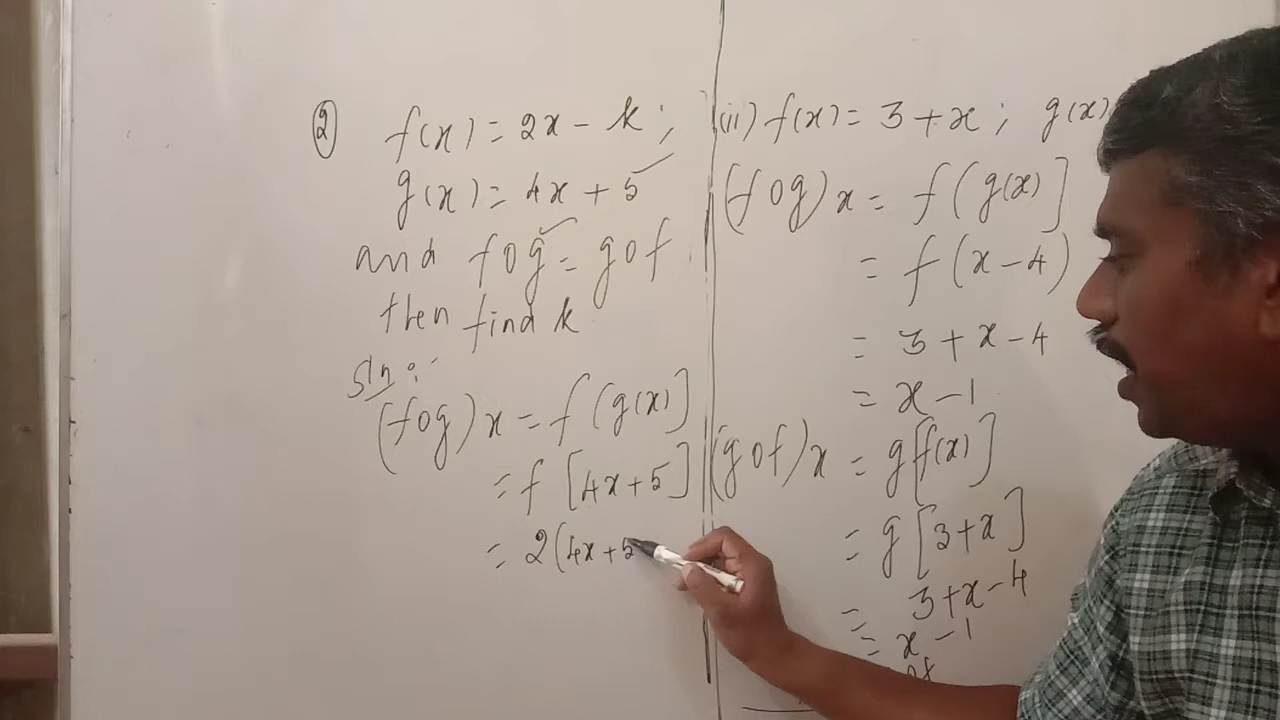 ② f(x) = 2x - k ;
g(x) = 4x + 5
and fog = gof .
then find k
Sln :
(fog)x = f(g(x)]
= f [4x+5]
= 2(4x+5
(ii) f(x) = 3 + x ; g(x)
(fog)x = f(g(x)]
= f(x-4)
= 3 + x - 4
= x - 1
(gof)x = g[f(x)]
= g[3+x]
= 3+x-4
= x - 1